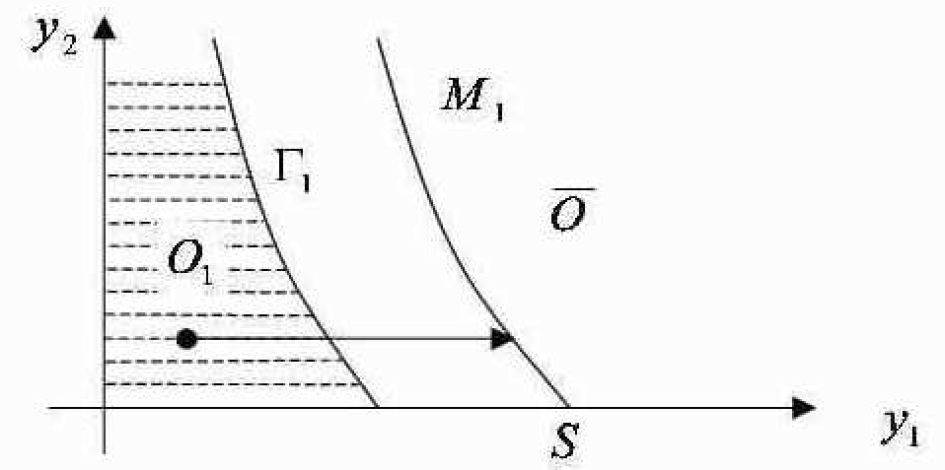 y₂
M₁
Γ₁
O̅
O₁
S
y₁